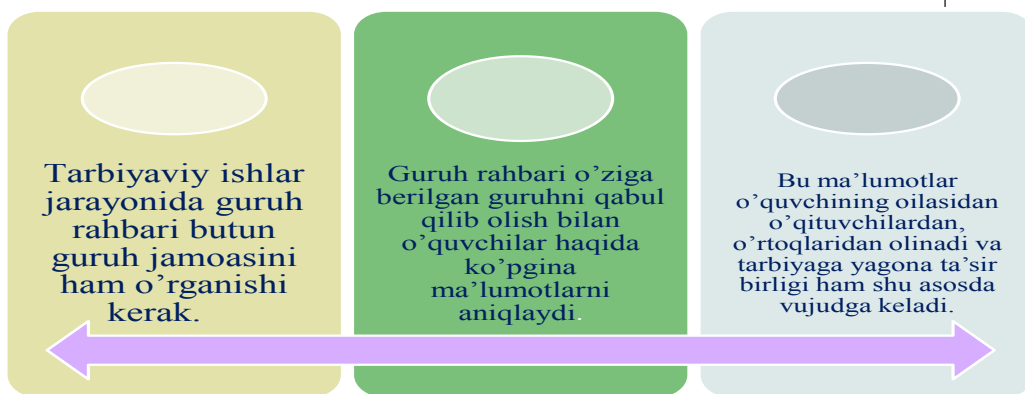 Tarbiyaviy ishlar
jarayonida guruh
rahbari butun
guruh jamoasini
ham o’rganishi
kerak.
Guruh rahbari o’ziga
berilgan guruhni qabul
qilib olish bilan
o’quvchilar haqida
ko’pgina
ma’lumotlarni
aniqlaydi.
Bu ma’lumotlar
o’quvchining oilasidan
o’qituvchilardan,
o’rtoqlaridan olinadi va
tarbiyaga yagona ta’sir
birligi ham shu asosda
vujudga keladi.